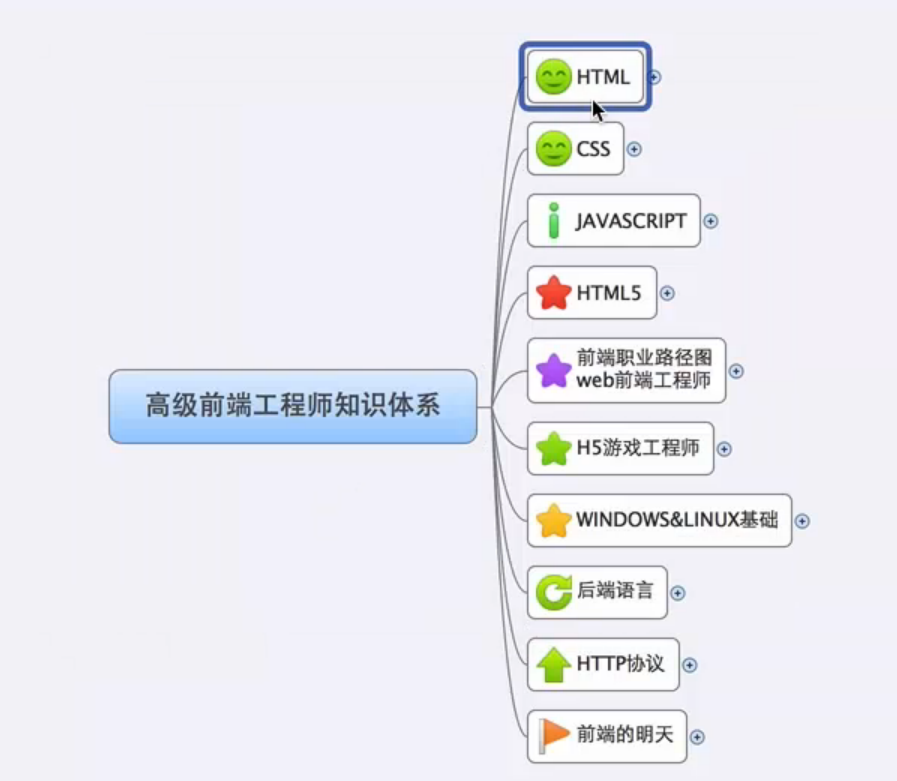 HTML
CSS
JAVASCRIPT
HTML5
前端职业路径图
web前端工程师
高级前端工程师知识体系
H5游戏工程师
WINDOWS&LINUX基础
后端语言
HTTP协议
前端的明天